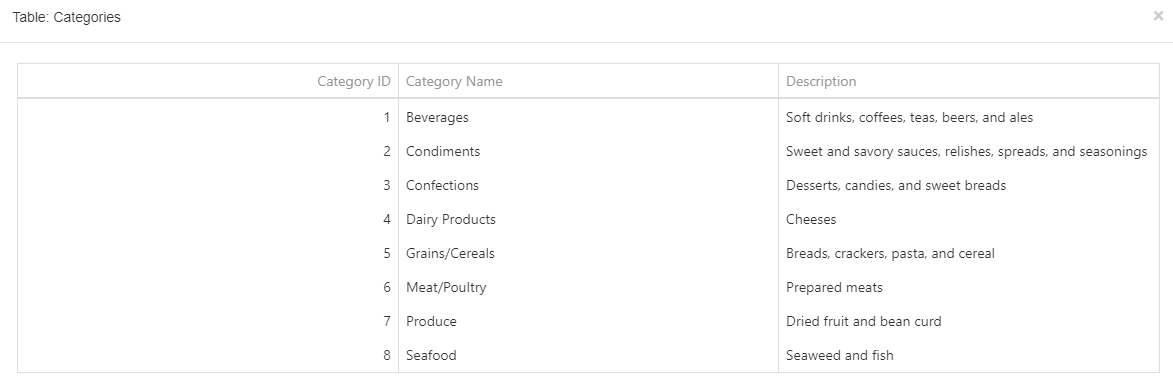 Table: Categories ×
Category ID Category Name Description
1 Beverages Soft drinks, coffees, teas, beers, and ales
2 Condiments Sweet and savory sauces, relishes, spreads, and seasonings
3 Confections Desserts, candies, and sweet breads
4 Dairy Products Cheeses
5 Grains/Cereals Breads, crackers, pasta, and cereal
6 Meat/Poultry Prepared meats
7 Produce Dried fruit and bean curd
8 Seafood Seaweed and fish